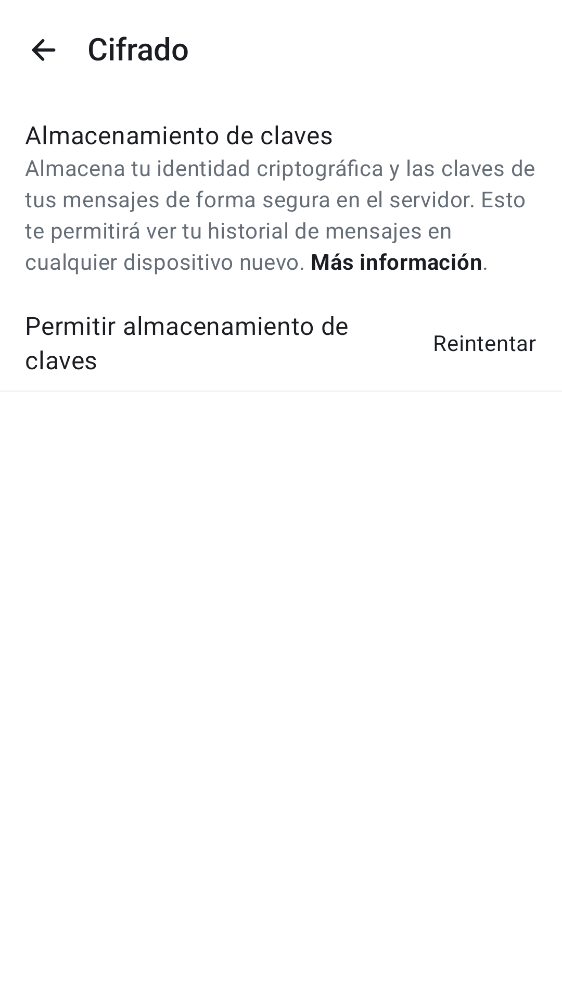 Cifrado
Almacenamiento de claves
Almacena tu identidad criptográfica y las claves de
tus mensajes de forma segura en el servidor. Esto
te permitirá ver tu historial de mensajes en
cualquier dispositivo nuevo. Más información.
Permitir almacenamiento de
claves
Reintentar